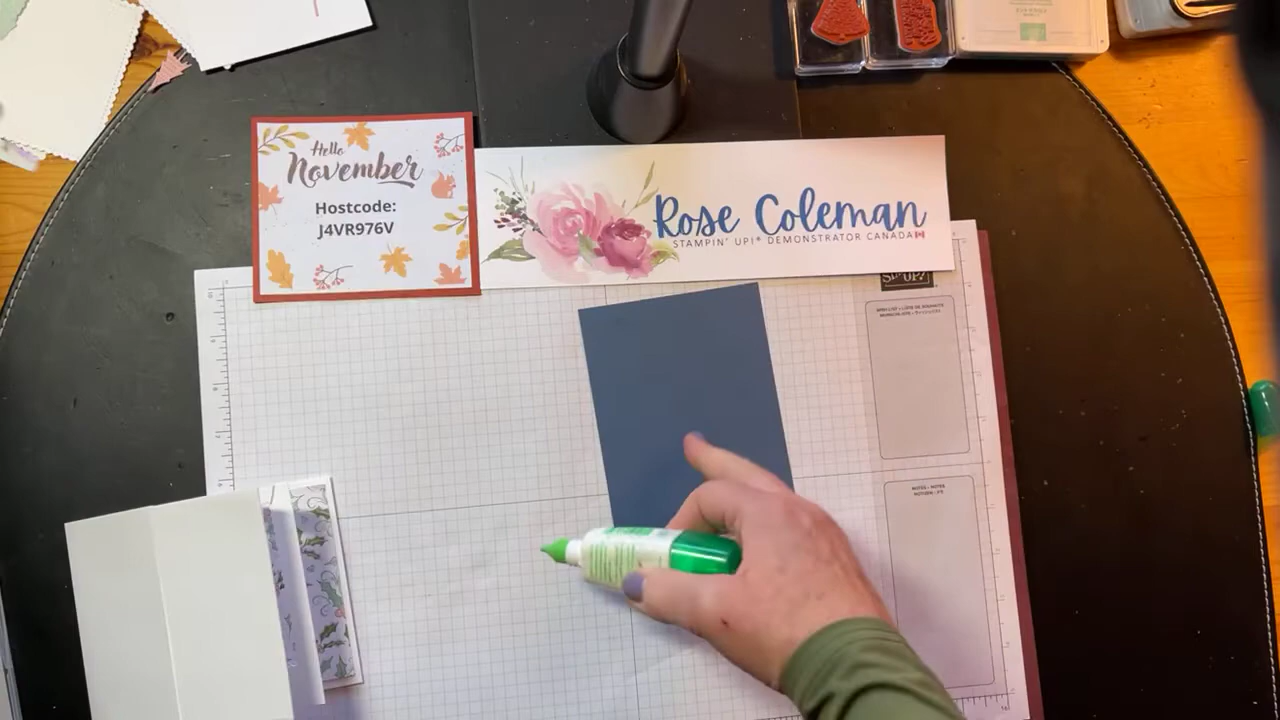 Hello
November
Hostcode:
J4VR976V
Rose Coleman
STAMPIN' UP!® DEMONSTRATOR CANADA